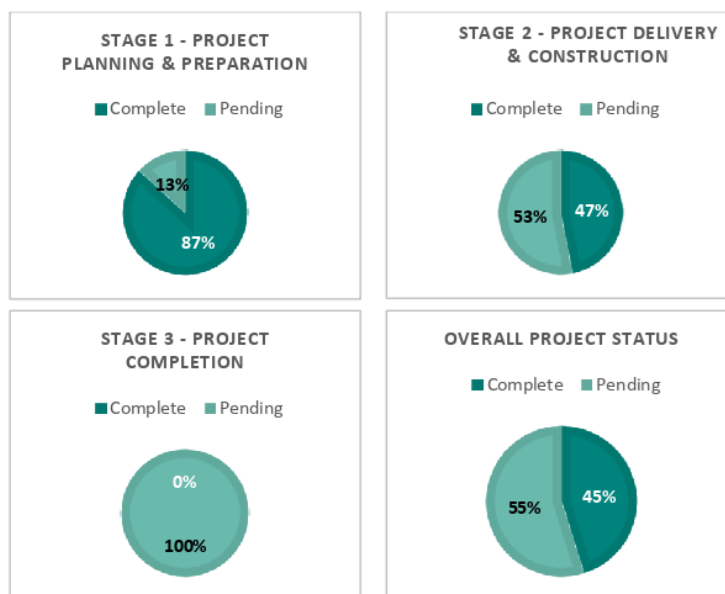 STAGE 1 - PROJECT
PLANNING & PREPARATION
Complete Pending
13%
87%
STAGE 2 - PROJECT DELIVERY
& CONSTRUCTION
Complete Pending
53%
47%
STAGE 3 - PROJECT
COMPLETION
Complete Pending
0%
100%
OVERALL PROJECT STATUS
Complete Pending
55%
45%